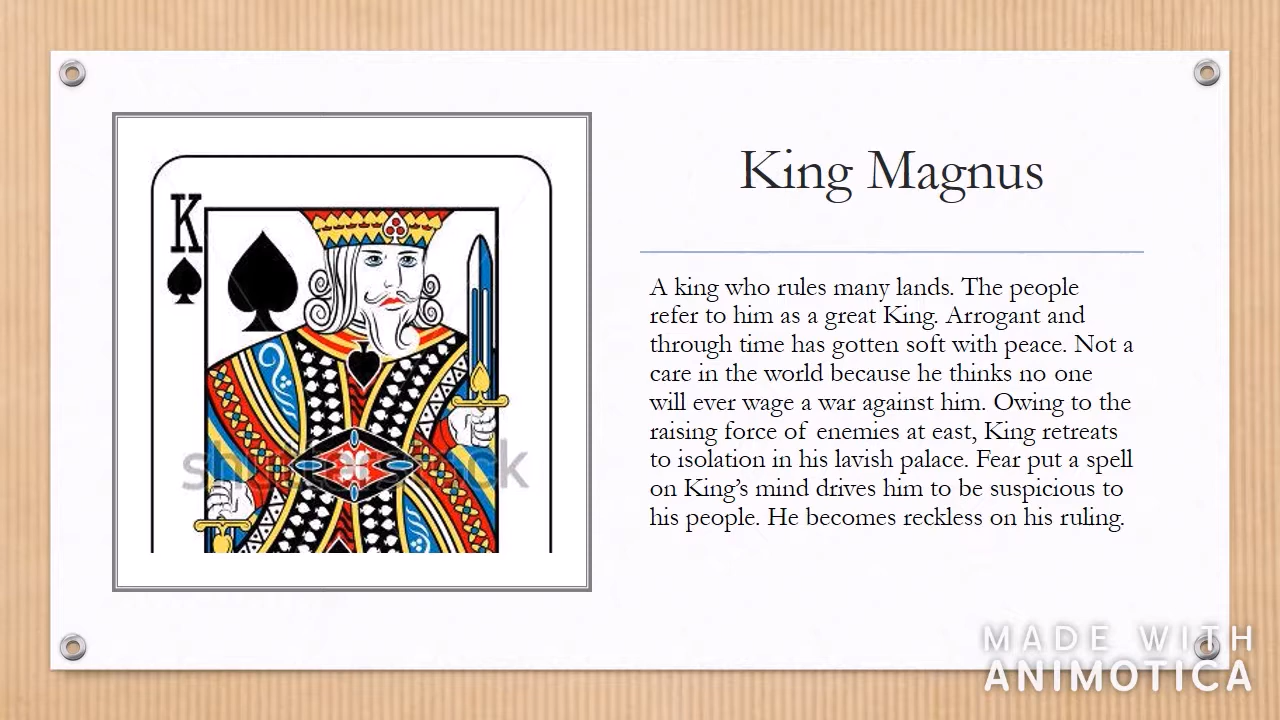 King Magnus
K
A king who rules many lands. The people
refer to him as a great King. Arrogant and
through time has gotten soft with peace. Not a
care in the world because he thinks no one
will ever wage a war against him. Owing to the
raising force of enemies at east, King retreats
to isolation in his lavish palace. Fear put a spell
on King’s mind drives him to be suspicious to
his people. He becomes reckless on his ruling.
MADE WITH
ANIMOTICA